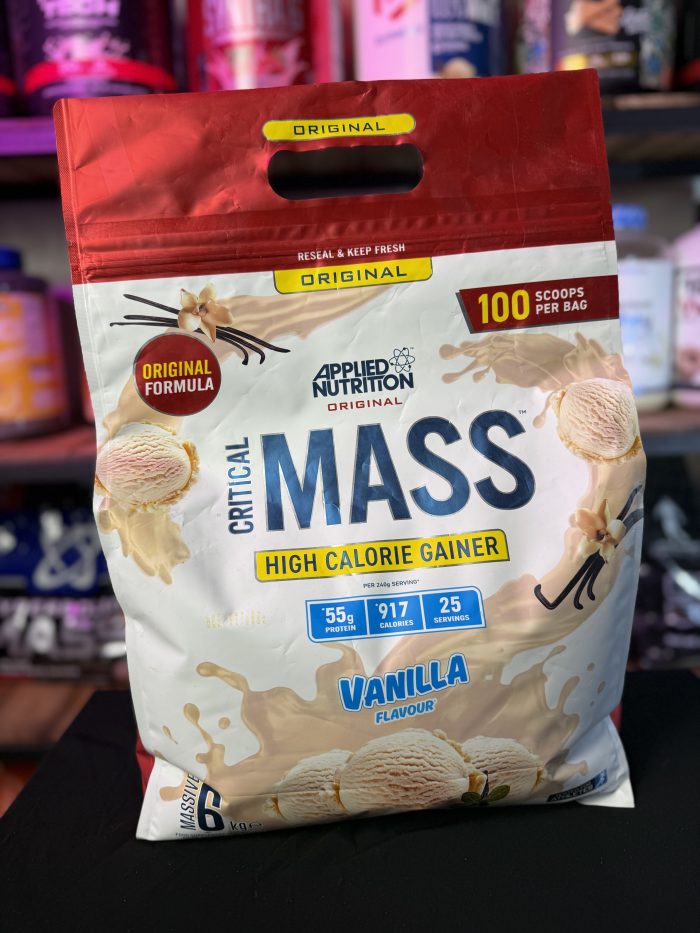 ORIGINAL
RESEAL & KEEP FRESH
ORIGINAL
100 SCOOPS
PER BAG
ORIGINAL
FORMULA
APPLIED
NUTRITION
ORIGINAL
CRITICAL
MASS™
HIGH CALORIE GAINER
PER 240g SERVING*
*55g
PROTEIN
*917
CALORIES
25
SERVINGS
VANILLA
FLAVOUR
MASSIVE
6 kg e